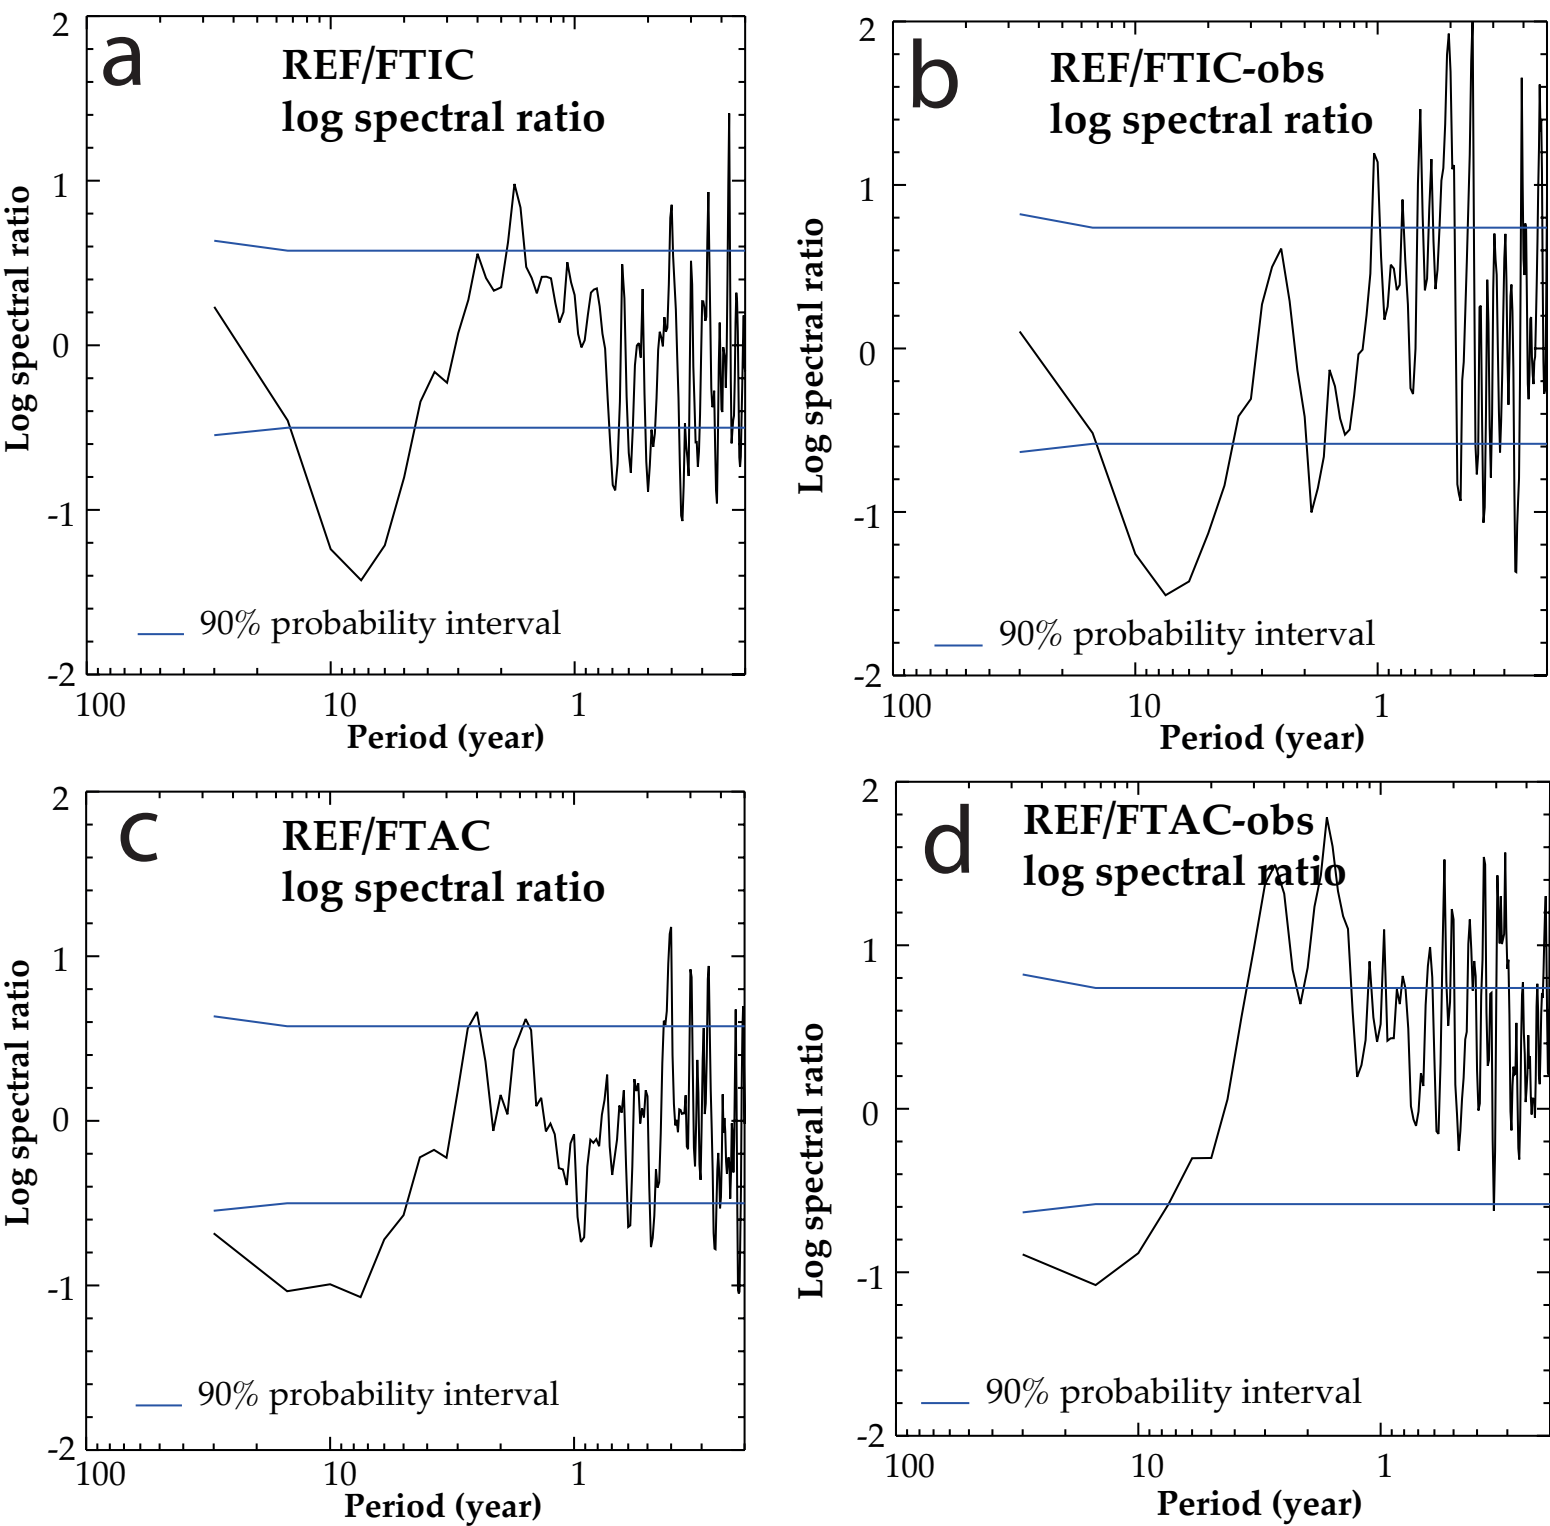 a
REF/FTIC
log spectral ratio
2
1
0
-1
-2
Log spectral ratio
90% probability interval
100 10 1
Period (year)
b
REF/FTIC-obs
log spectral ratio
2
1
0
-1
-2
Log spectral ratio
90% probability interval
100 10 1
Period (year)
c
REF/FTAC
log spectral ratio
2
1
0
-1
-2
Log spectral ratio
90% probability interval
100 10 1
Period (year)
d
REF/FTAC-obs
log spectral ratio
2
1
0
-1
-2
Log spectral ratio
90% probability interval
100 10 1
Period (year)